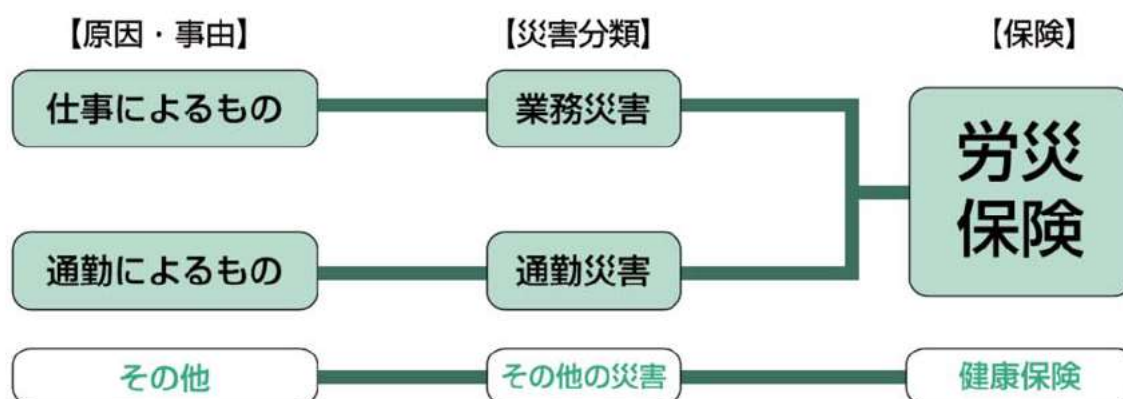 【原因・事由】 【災害分類】 【保険】
仕事によるもの 業務災害
労災
保険
通勤によるもの 通勤災害
その他 その他の災害 健康保険